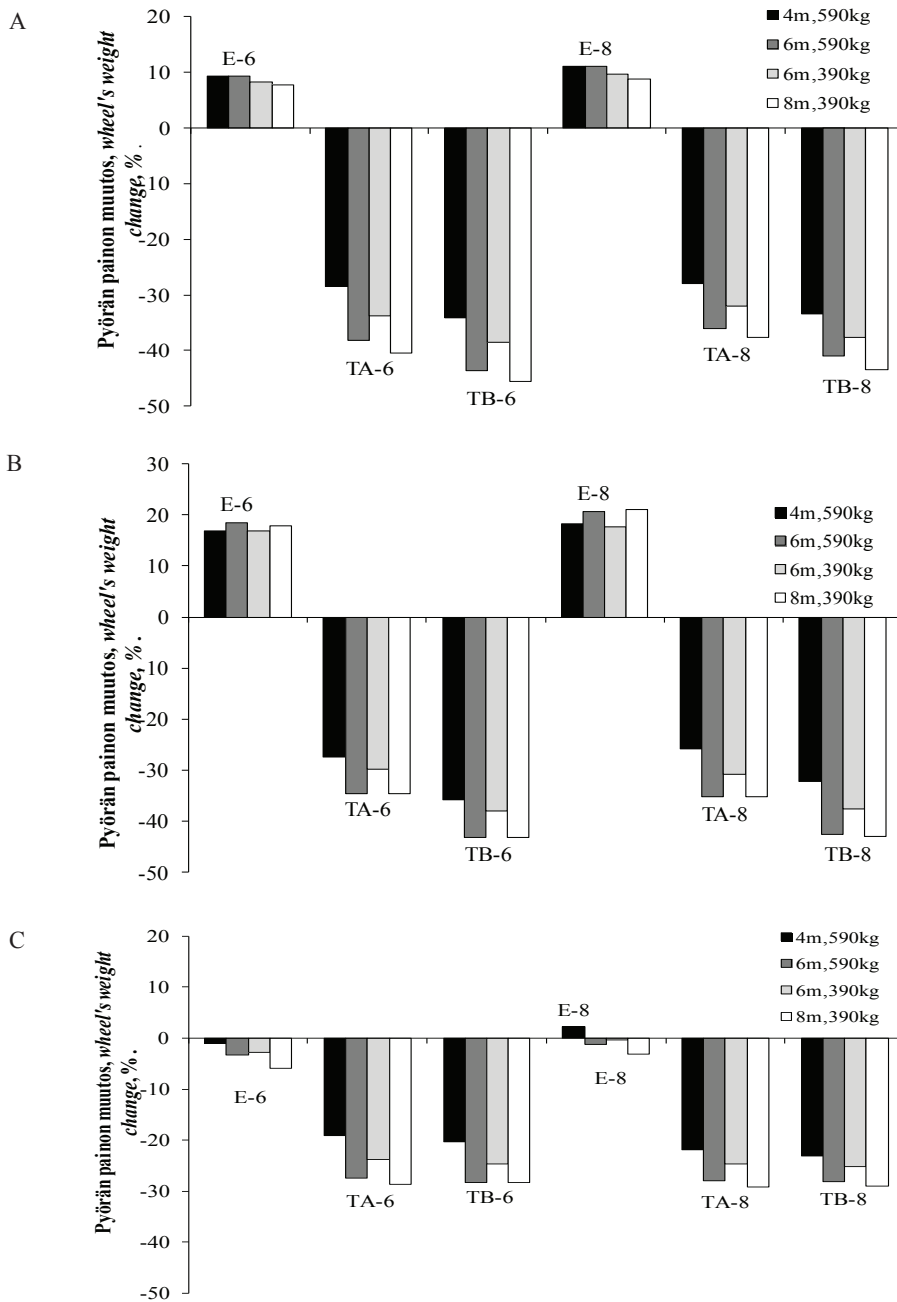 A
Pyörän painon muutos, wheel's weight
change, % .
20
10
0
-10
-20
-30
-40
-50
E-6
TA-6
TB-6
E-8
TA-8
TB-8
4m,590kg
6m,590kg
6m,390kg
8m,390kg
B
Pyörän painon muutos, wheel's weight
change, % .
30
20
10
0
-10
-20
-30
-40
-50
E-6
TA-6
TB-6
E-8
TA-8
TB-8
4m,590kg
6m,590kg
6m,390kg
8m,390kg
C
Pyörän painon muutos, wheel's weight
change, % .
20
10
0
-10
-20
-30
-40
-50
E-6
TA-6
TB-6
E-8
E-8
TA-8
TB-8
4m,590kg
6m,590kg
6m,390kg
8m,390kg